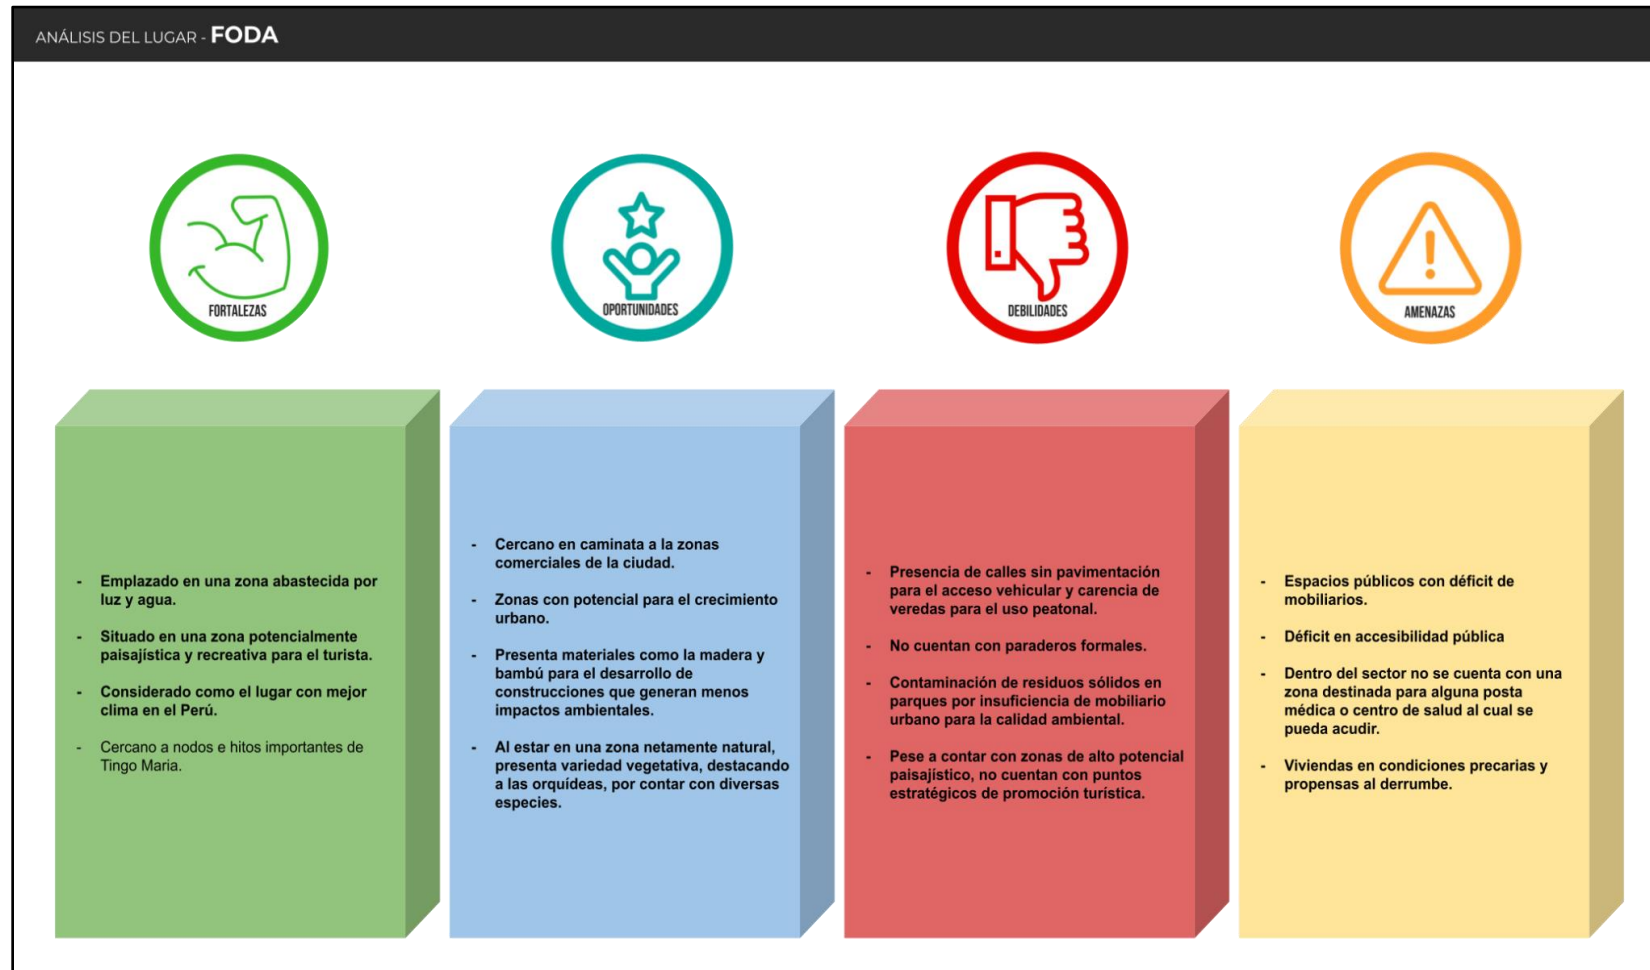 ANÁLISIS DEL LUGAR - FODA
FORTALEZAS
OPORTUNIDADES
DEBILIDADES
AMENAZAS
- Emplazado en una zona abastecida por
luz y agua.
- Situado en una zona potencialmente
paisajística y recreativa para el turista.
- Considerado como el lugar con mejor
clima en el Perú.
- Cercano a nodos e hitos importantes de
Tingo Maria.
- Cercano en caminata a la zonas
comerciales de la ciudad.
- Zonas con potencial para el crecimiento
urbano.
- Presenta materiales como la madera y
bambú para el desarrollo de
construcciones que generan menos
impactos ambientales.
- Al estar en una zona netamente natural,
presenta variedad vegetativa, destacando
a las orquídeas, por contar con diversas
especies.
- Presencia de calles sin pavimentación
para el acceso vehicular y carencia de
veredas para el uso peatonal.
- No cuentan con paraderos formales.
- Contaminación de residuos sólidos en
parques por insuficiencia de mobiliario
urbano para la calidad ambiental.
- Pese a contar con zonas de alto potencial
paisajístico, no cuentan con puntos
estratégicos de promoción turística.
- Espacios públicos con déficit de
mobiliarios.
- Déficit en accesibilidad pública
- Dentro del sector no se cuenta con una
zona destinada para alguna posta
médica o centro de salud al cual se
pueda acudir.
- Viviendas en condiciones precarias y
propensas al derrumbe.